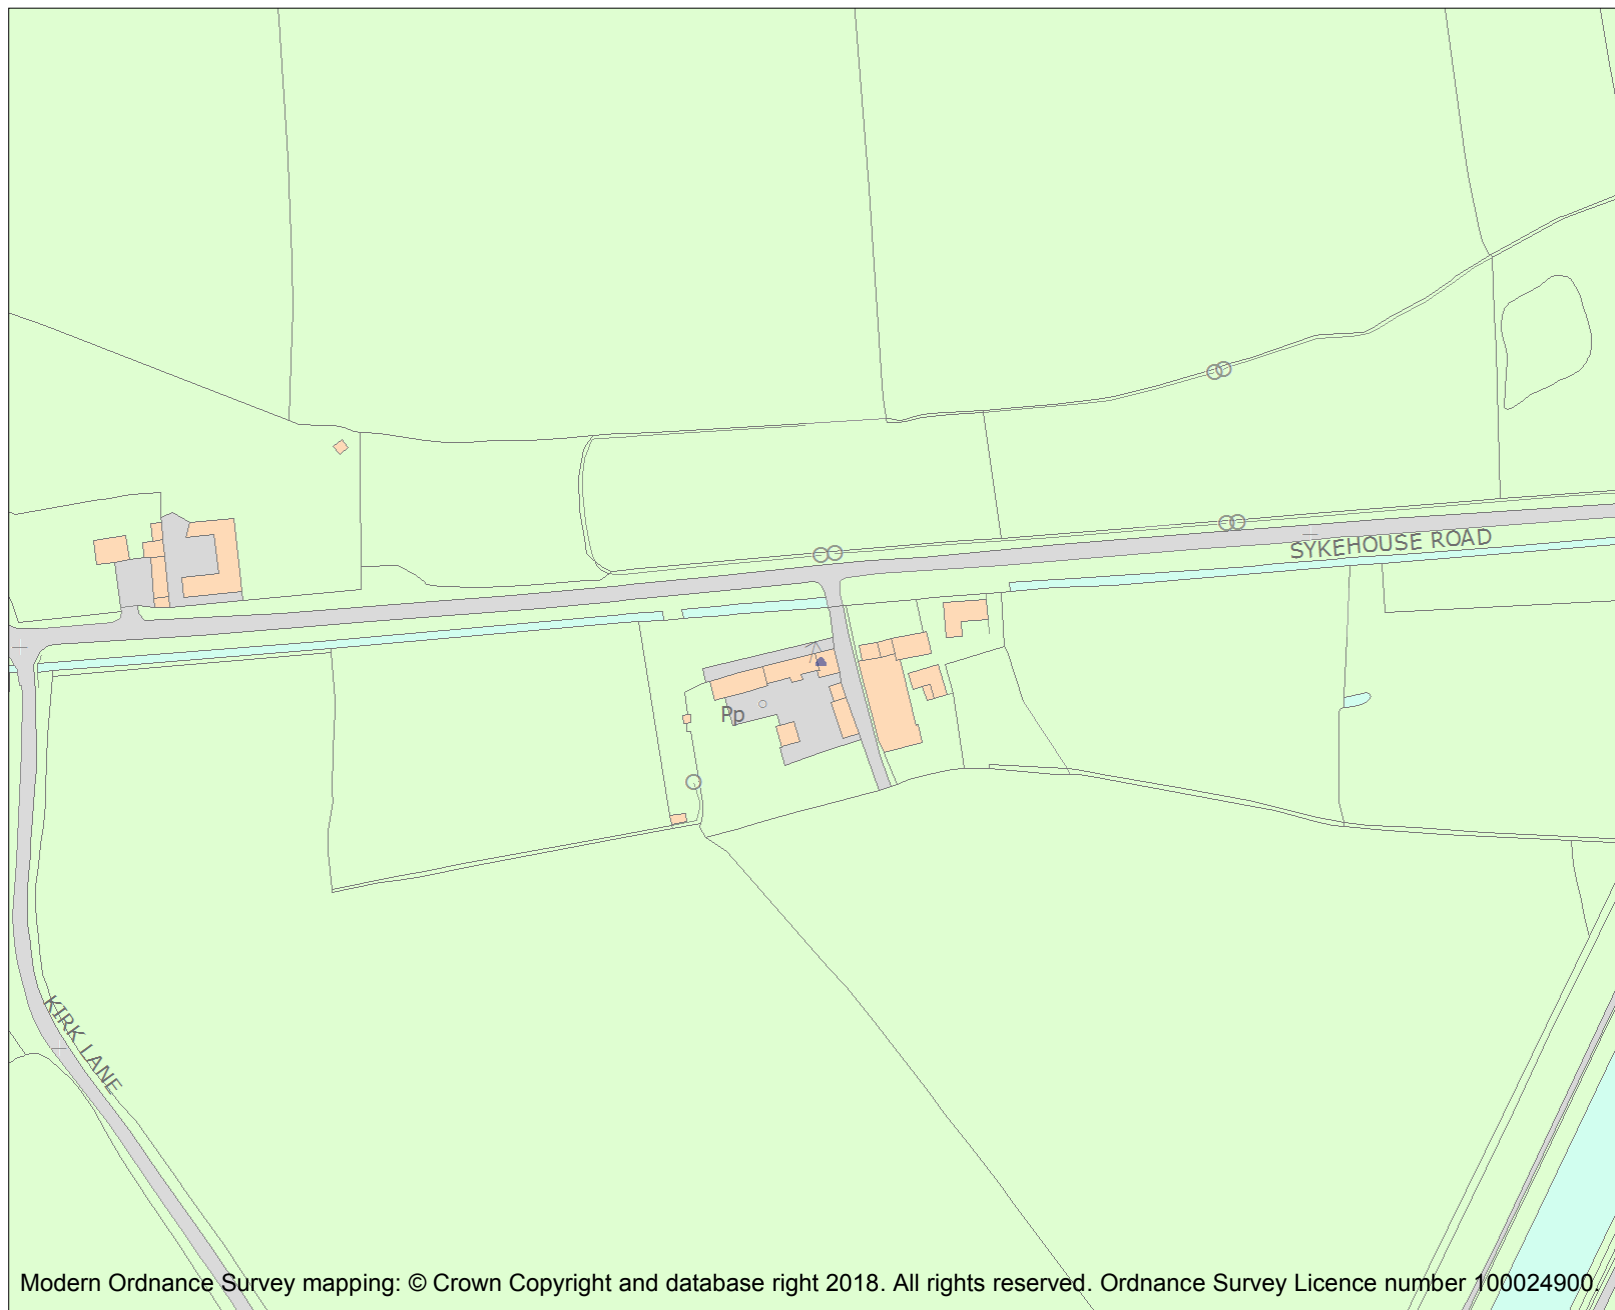 SYKEHOUSE ROAD
Pp
KIRK LANE
Modern Ordnance Survey mapping: © Crown Copyright and database right 2018. All rights reserved. Ordnance Survey Licence number 100024900.